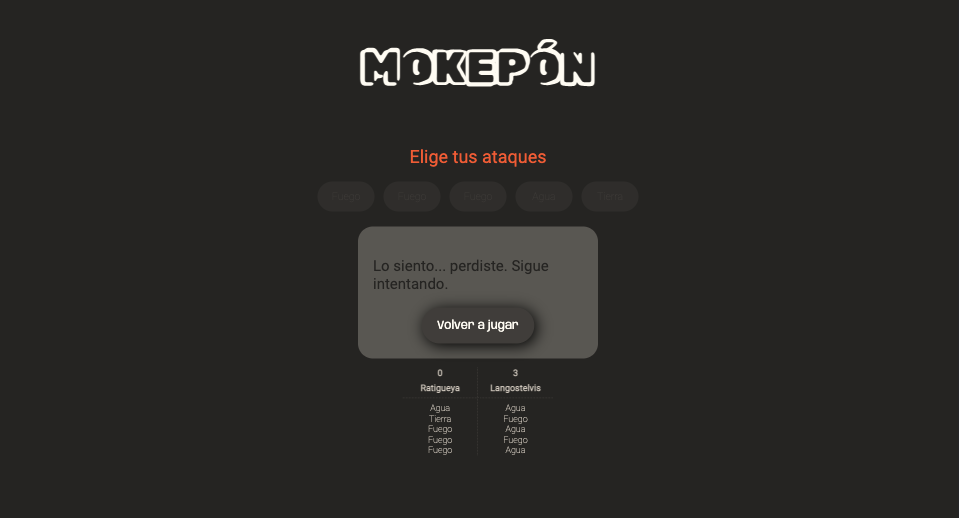 MOKEPÓN
Elige tus ataques
Fuego Fuego Fuego Agua Tierra
Lo siento... perdiste. Sigue
intentando.
Volver a jugar
0 3
Ratigueya Langostelvis
Agua Agua
Tierra Fuego
Fuego Agua
Fuego Fuego
Fuego Agua